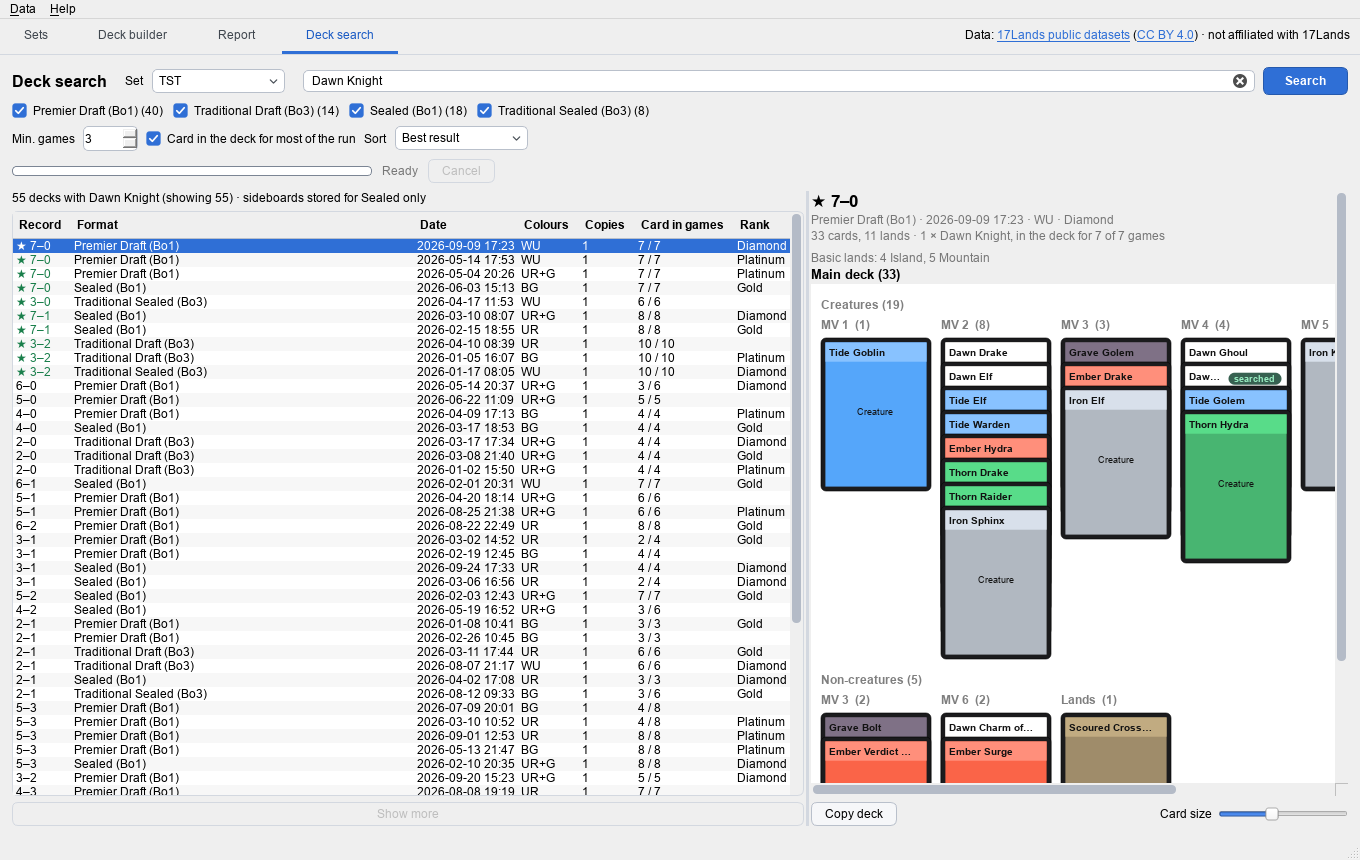 Data Help
Sets Deck builder Report Deck search Data: 17Lands public datasets (CC BY 4.0) · not affiliated with 17Lands
Deck search Set TST Dawn Knight Search
Premier Draft (Bo1) (40) Traditional Draft (Bo3) (14) Sealed (Bo1) (18) Traditional Sealed (Bo3) (8)
Min. games 3 Card in the deck for most of the run Sort Best result
Ready Cancel
55 decks with Dawn Knight (showing 55) · sideboards stored for Sealed only
Record Format Date Colours Copies Card in games Rank
★ 7–0 Premier Draft (Bo1) 2026-09-09 17:23 WU 1 7 / 7 Diamond
★ 7–0 Premier Draft (Bo1) 2026-05-14 17:53 WU 1 7 / 7 Platinum
★ 7–0 Premier Draft (Bo1) 2026-05-04 20:26 UR+G 1 7 / 7 Platinum
★ 7–0 Sealed (Bo1) 2026-06-03 15:13 BG 1 7 / 7 Gold
★ 3–0 Traditional Sealed (Bo3) 2026-04-17 11:53 WU 1 6 / 6
★ 7–1 Sealed (Bo1) 2026-03-10 08:07 UR+G 1 8 / 8 Diamond
★ 7–1 Sealed (Bo1) 2026-02-15 18:55 UR 1 8 / 8 Gold
★ 3–2 Traditional Draft (Bo3) 2026-04-10 08:39 UR 1 10 / 10
★ 3–2 Traditional Draft (Bo3) 2026-01-05 16:07 BG 1 10 / 10 Platinum
★ 3–2 Traditional Sealed (Bo3) 2026-01-17 08:05 WU 1 10 / 10 Diamond
6–0 Premier Draft (Bo1) 2026-05-14 20:37 UR+G 1 3 / 6 Diamond
5–0 Premier Draft (Bo1) 2026-06-22 11:09 UR+G 1 5 / 5
4–0 Premier Draft (Bo1) 2026-04-09 17:13 BG 1 4 / 4 Platinum
4–0 Sealed (Bo1) 2026-03-17 18:53 BG 1 4 / 4 Gold
2–0 Traditional Draft (Bo3) 2026-03-17 17:34 UR+G 1 4 / 4 Diamond
2–0 Traditional Draft (Bo3) 2026-03-08 21:40 UR+G 1 4 / 4 Gold
2–0 Traditional Draft (Bo3) 2026-01-02 15:50 UR+G 1 4 / 4 Platinum
6–1 Sealed (Bo1) 2026-02-01 20:31 WU 1 7 / 7 Gold
5–1 Premier Draft (Bo1) 2026-04-20 18:14 UR+G 1 6 / 6
5–1 Premier Draft (Bo1) 2026-08-25 21:38 UR+G 1 6 / 6 Platinum
6–2 Premier Draft (Bo1) 2026-08-22 22:49 UR 1 8 / 8 Gold
3–1 Premier Draft (Bo1) 2026-03-02 14:52 UR 1 2 / 4 Gold
3–1 Premier Draft (Bo1) 2026-02-19 12:45 BG 1 4 / 4
3–1 Sealed (Bo1) 2026-09-24 17:33 UR 1 4 / 4 Diamond
3–1 Sealed (Bo1) 2026-03-06 16:56 UR 1 2 / 4 Diamond
5–2 Sealed (Bo1) 2026-02-03 12:43 UR+G 1 7 / 7 Gold
4–2 Sealed (Bo1) 2026-05-19 16:52 UR+G 1 3 / 6
2–1 Premier Draft (Bo1) 2026-01-08 10:41 BG 1 3 / 3 Gold
2–1 Premier Draft (Bo1) 2026-02-26 10:45 BG 1 3 / 3
2–1 Traditional Draft (Bo3) 2026-03-11 17:44 UR 1 6 / 6 Gold
2–1 Traditional Draft (Bo3) 2026-08-07 21:17 WU 1 6 / 6 Diamond
2–1 Sealed (Bo1) 2026-04-02 17:08 UR 1 3 / 3 Diamond
2–1 Traditional Sealed (Bo3) 2026-08-12 09:33 BG 1 3 / 6 Gold
5–3 Premier Draft (Bo1) 2026-07-09 20:01 BG 1 4 / 8
5–3 Premier Draft (Bo1) 2026-03-10 10:52 UR 1 4 / 8 Platinum
5–3 Premier Draft (Bo1) 2026-09-01 12:53 UR 1 8 / 8 Platinum
5–3 Premier Draft (Bo1) 2026-05-13 21:47 BG 1 8 / 8 Platinum
5–3 Sealed (Bo1) 2026-02-10 20:35 UR+G 1 8 / 8 Diamond
3–2 Premier Draft (Bo1) 2026-09-20 15:23 UR+G 1 5 / 5 Diamond
4–3 Premier Draft (Bo1) 2026-08-08 19:19 UR 1 7 / 7
Show more
★ 7–0
Premier Draft (Bo1) · 2026-09-09 17:23 · WU · Diamond
33 cards, 11 lands · 1 × Dawn Knight, in the deck for 7 of 7 games
Basic lands: 4 Island, 5 Mountain
Main deck (33)
Creatures (19)
MV 1 (1) MV 2 (8) MV 3 (3) MV 4 (4) MV 5
Tide Goblin Dawn Drake Grave Golem Dawn Ghoul Iron K
Dawn Elf Ember Drake Daw... searched
Tide Elf Iron Elf Tide Golem
Creature Tide Warden Thorn Hydra
Ember Hydra
Creature
Thorn Drake
Creature
Thorn Raider
Iron Sphinx
Creature
Non-creatures (5)
MV 3 (2) MV 6 (2) Lands (1)
Grave Bolt Dawn Charm of... Scoured Cross...
Ember Verdict ... Ember Surge
Copy deck Card size